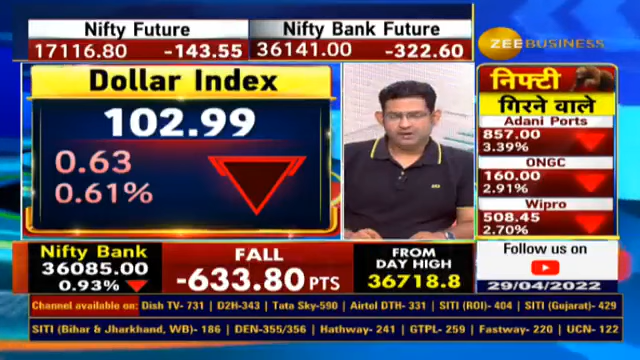 Nifty Future
17116.80 -143.55
Nifty Bank Future
36141.00 -322.60
ZEE BUSINESS
Dollar Index
102.99
0.63
0.61%
निफ्टी
गिरने वाले
Adani Ports
857.00
3.39%
ONGC
160.00
2.91%
Wipro
508.45
2.70%
Nifty Bank
36085.00
0.93%
FALL
-633.80 PTS
FROM
DAY HIGH
36718.8
Follow us on
29/04/2022
Channel available on: Dish TV- 731 | D2H-343 | Tata Sky-590 | Airtel DTH- 331 | SITI (ROI)- 404 | SITI (Gujarat)- 429
SITI (Bihar & Jharkhand, WB)- 186 | DEN-355/356 | Hathway- 241 | GTPL- 259 | Fastway- 220 | UCN- 122